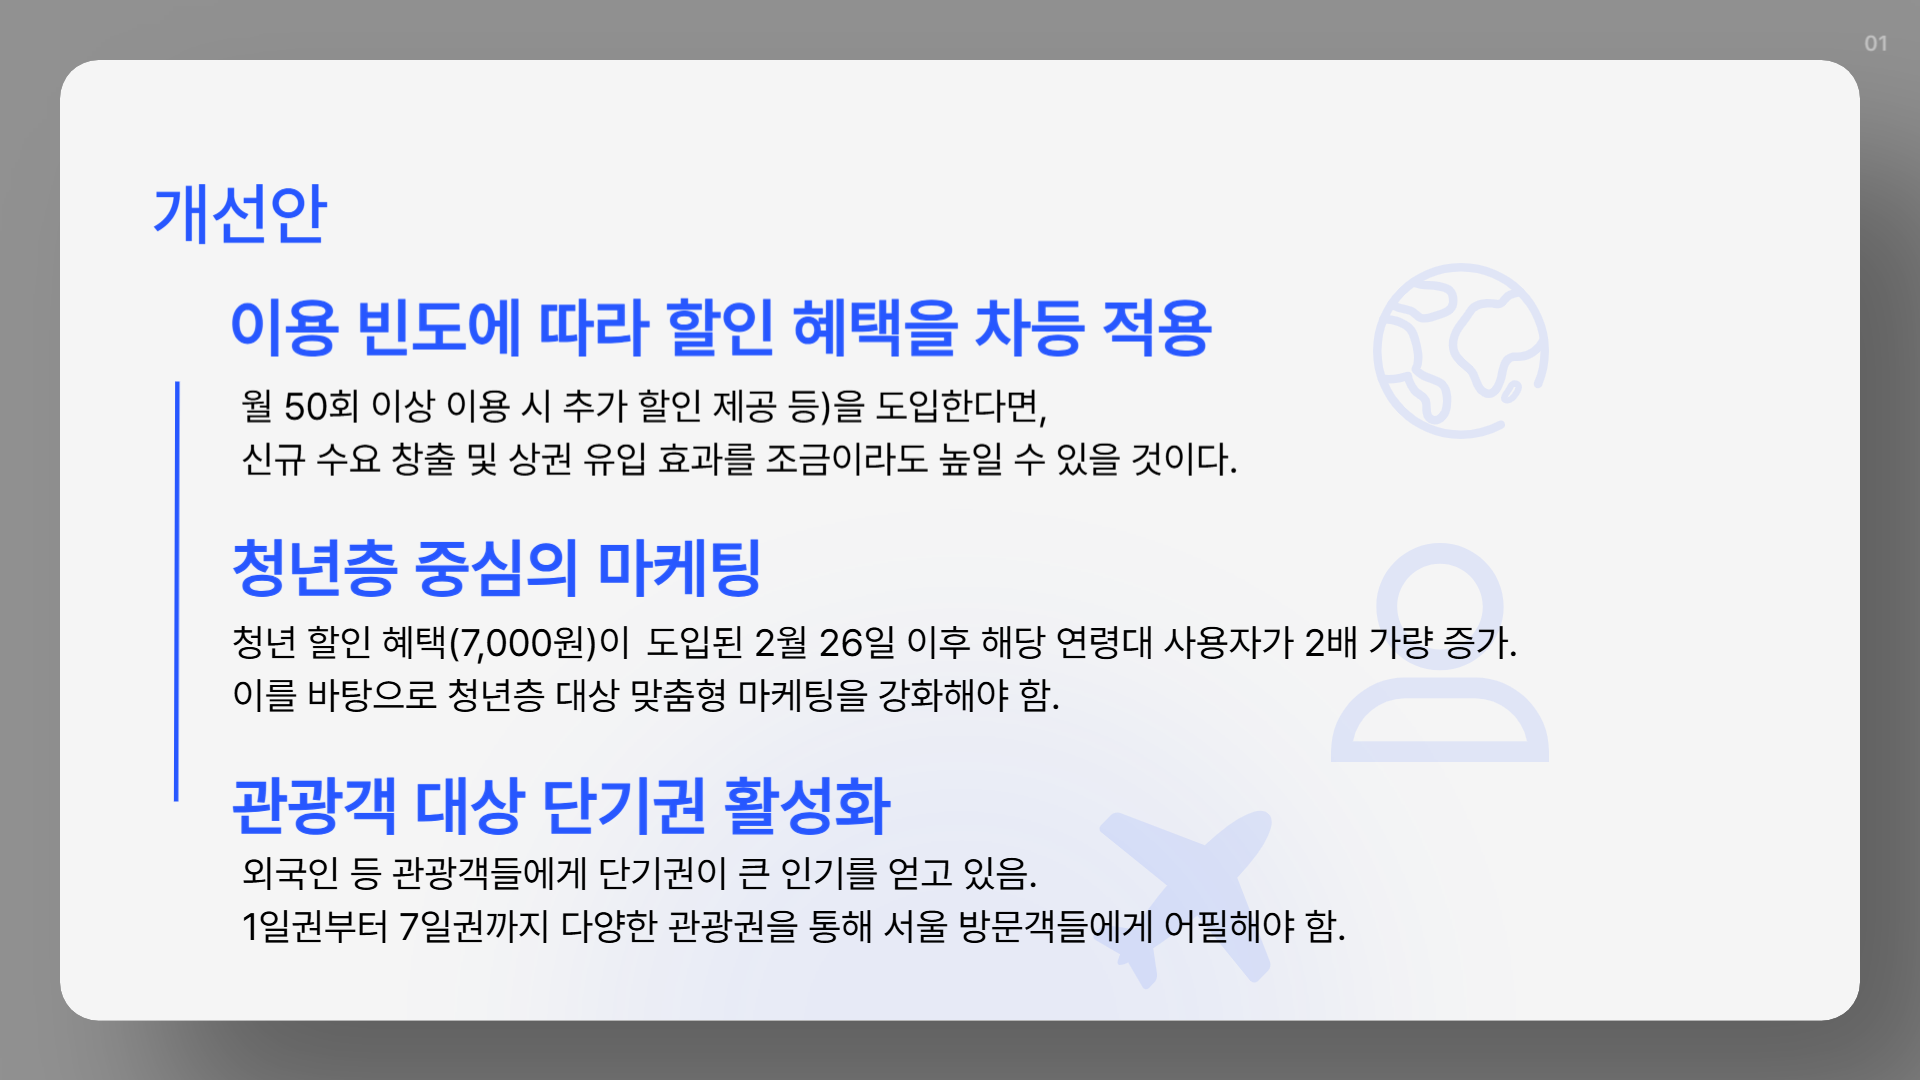 01
개선안
이용 빈도에 따라 할인 혜택을 차등 적용
월 50회 이상 이용 시 추가 할인 제공 등)을 도입한다면,
신규 수요 창출 및 상권 유입 효과를 조금이라도 높일 수 있을 것이다.
청년층 중심의 마케팅
청년 할인 혜택(7,000원)이 도입된 2월 26일 이후 해당 연령대 사용자가 2배 가량 증가.
이를 바탕으로 청년층 대상 맞춤형 마케팅을 강화해야 함.
관광객 대상 단기권 활성화
외국인 등 관광객들에게 단기권이 큰 인기를 얻고 있음.
1일권부터 7일권까지 다양한 관광권을 통해 서울 방문객들에게 어필해야 함.